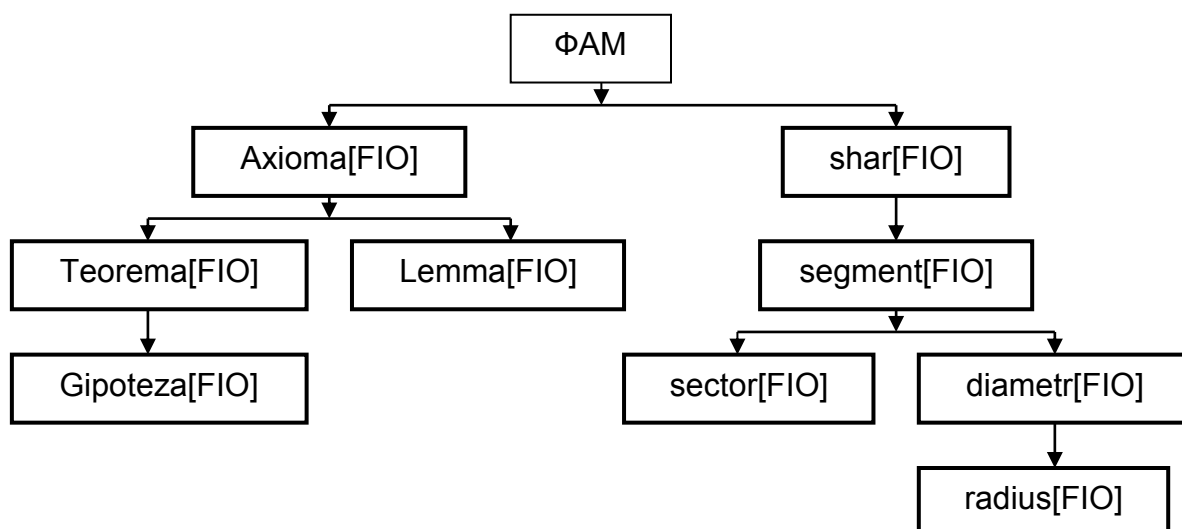 ФАМ
Axioma[FIO]
shar[FIO]
Teorema[FIO]
Lemma[FIO]
segment[FIO]
Gipoteza[FIO]
sector[FIO]
diametr[FIO]
radius[FIO]